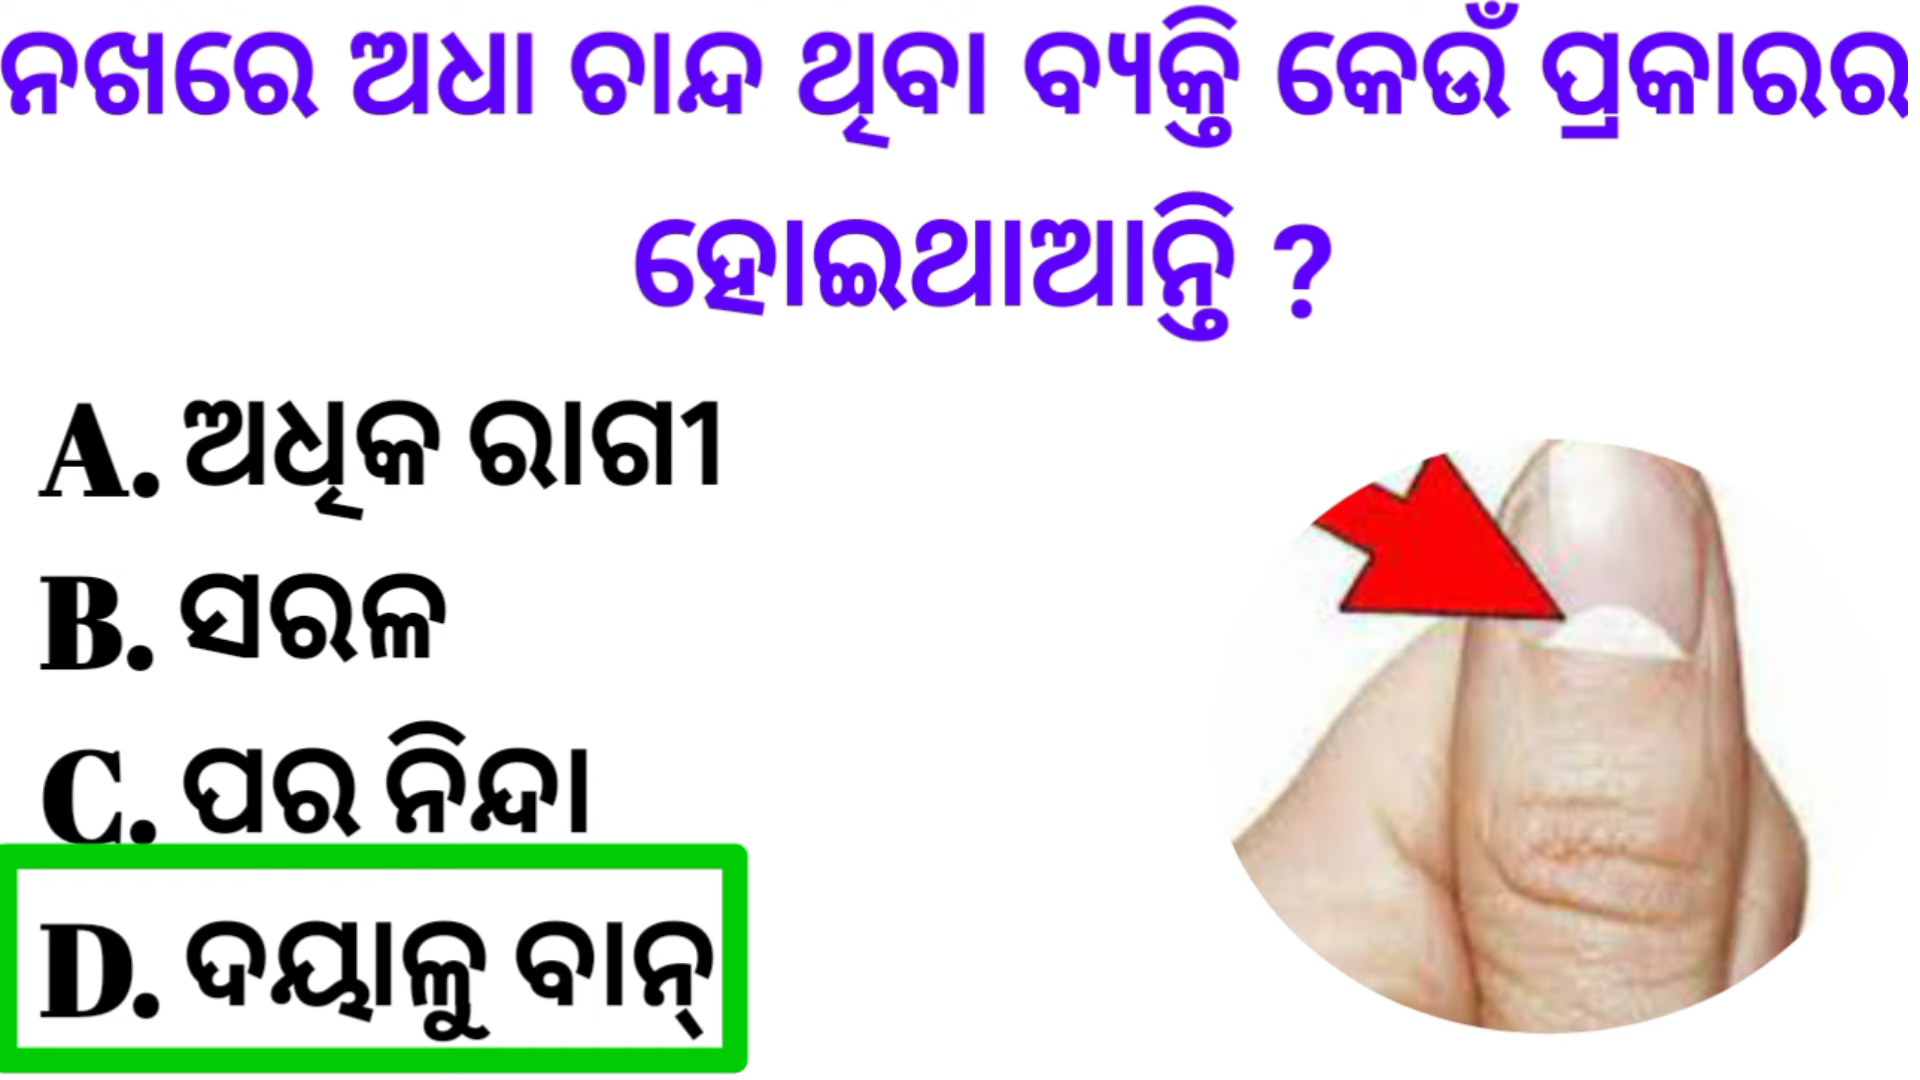 ନଖରେ ଅଧା ଚାନ୍ଦ ଥିବା ବ୍ୟକ୍ତି କେଉଁ ପ୍ରକାରର
ହୋଇଥାଆନ୍ତି ?
A. ଅଧିକ ରାଗୀ
B. ସରଳ
C. ପର ନିନ୍ଦା
D. ଦୟାଳୁ ବାନ୍